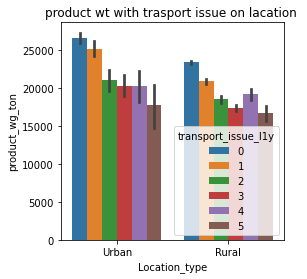 product wt with trasport issue on lacation
25000
20000
15000
10000
5000
0
product_wg_ton
transport_issue_l1y
0
1
2
3
4
5
Urban
Rural
Location_type